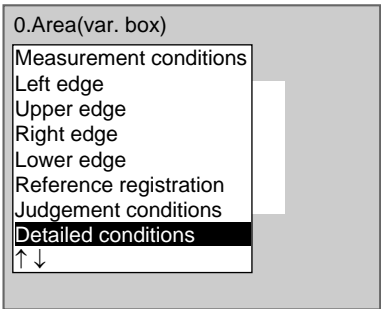 0.Area(var. box)
Measurement conditions
Left edge
Upper edge
Right edge
Lower edge
Reference registration
Judgement conditions
Detailed conditions
↑↓